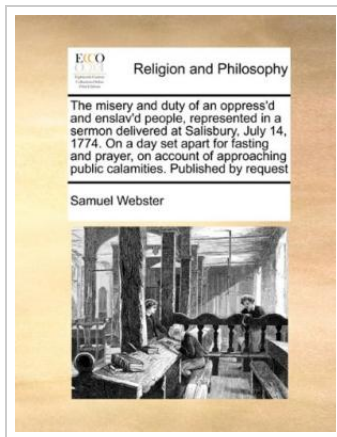 ECCO
Religion and Philosophy
The misery and duty of an oppress'd
and enslav'd people, represented in a
sermon delivered at Salisbury, July 14,
1774. On a day set apart for fasting
and prayer, on account of approaching
public calamities. Published by request
Samuel Webster